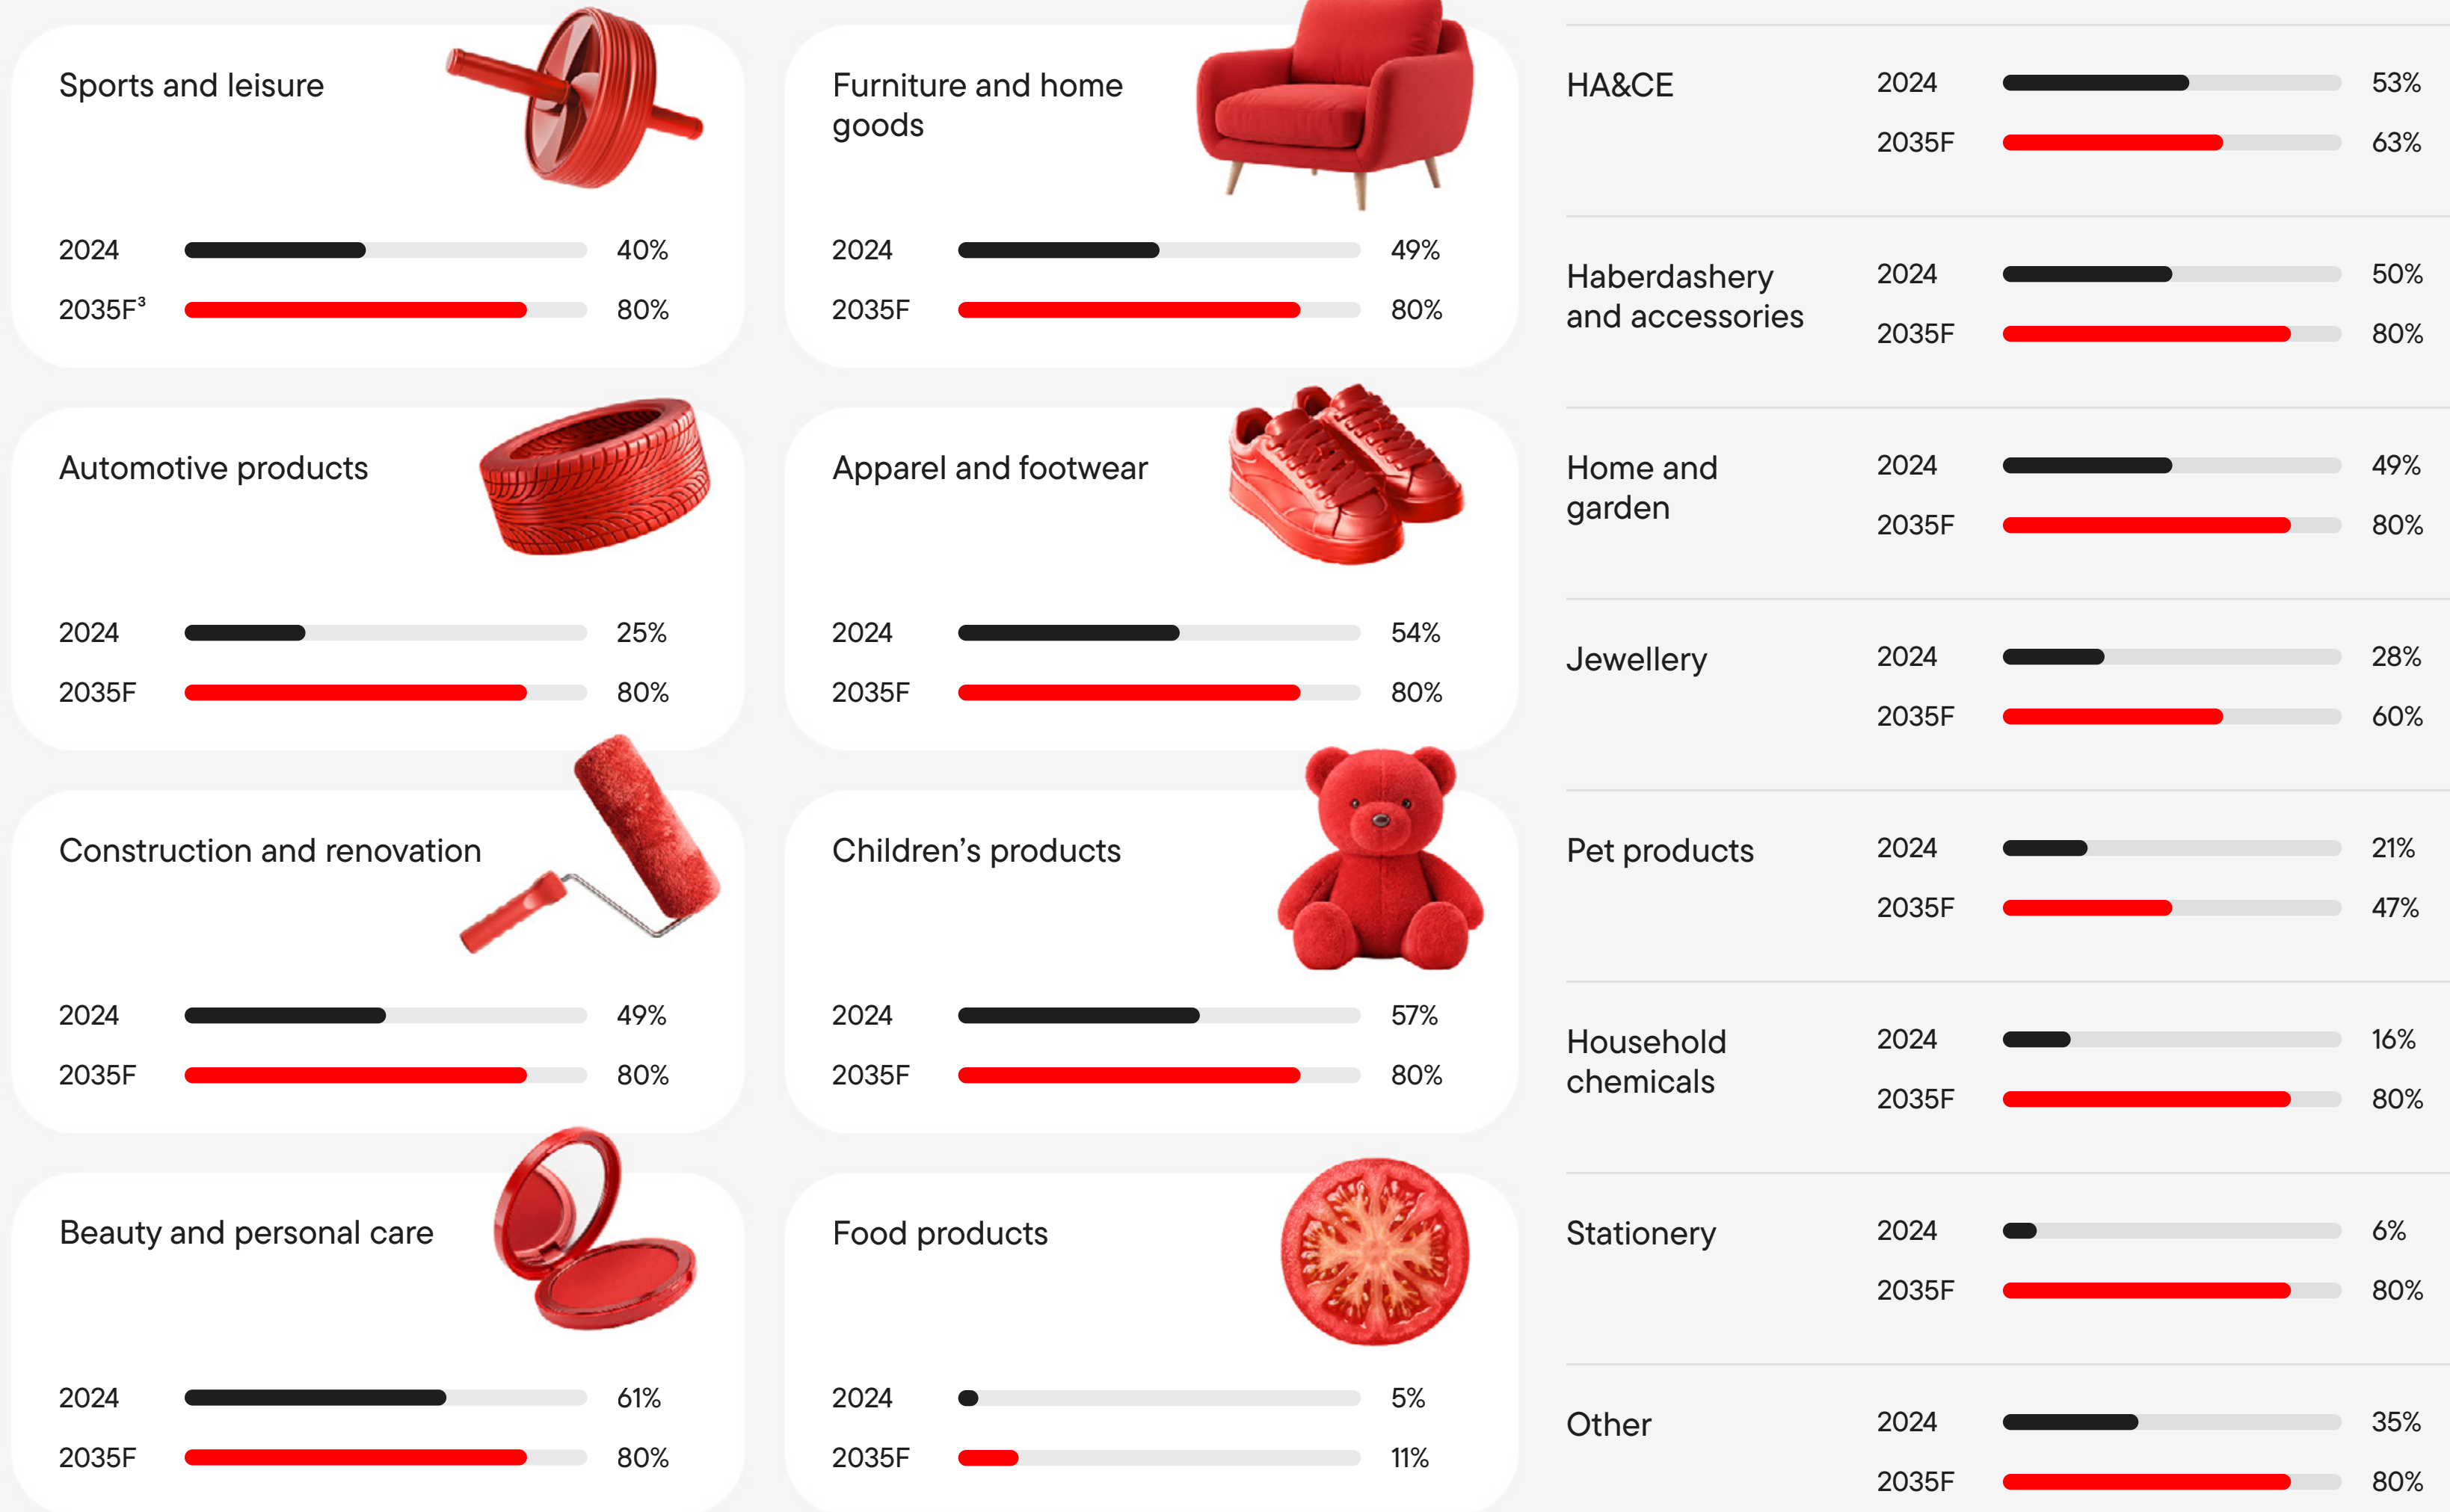 Sports and leisure
2024 40%
2035F³ 80%
Furniture and home
goods
2024 49%
2035F 80%
Automotive products
2024 25%
2035F 80%
Apparel and footwear
2024 54%
2035F 80%
Construction and renovation
2024 49%
2035F 80%
Children’s products
2024 57%
2035F 80%
Beauty and personal care
2024 61%
2035F 80%
Food products
2024 5%
2035F 11%
HA&CE
2024 53%
2035F 63%
Haberdashery
and accessories
2024 50%
2035F 80%
Home and
garden
2024 49%
2035F 80%
Jewellery
2024 28%
2035F 60%
Pet products
2024 21%
2035F 47%
Household
chemicals
2024 16%
2035F 80%
Stationery
2024 6%
2035F 80%
Other
2024 35%
2035F 80%